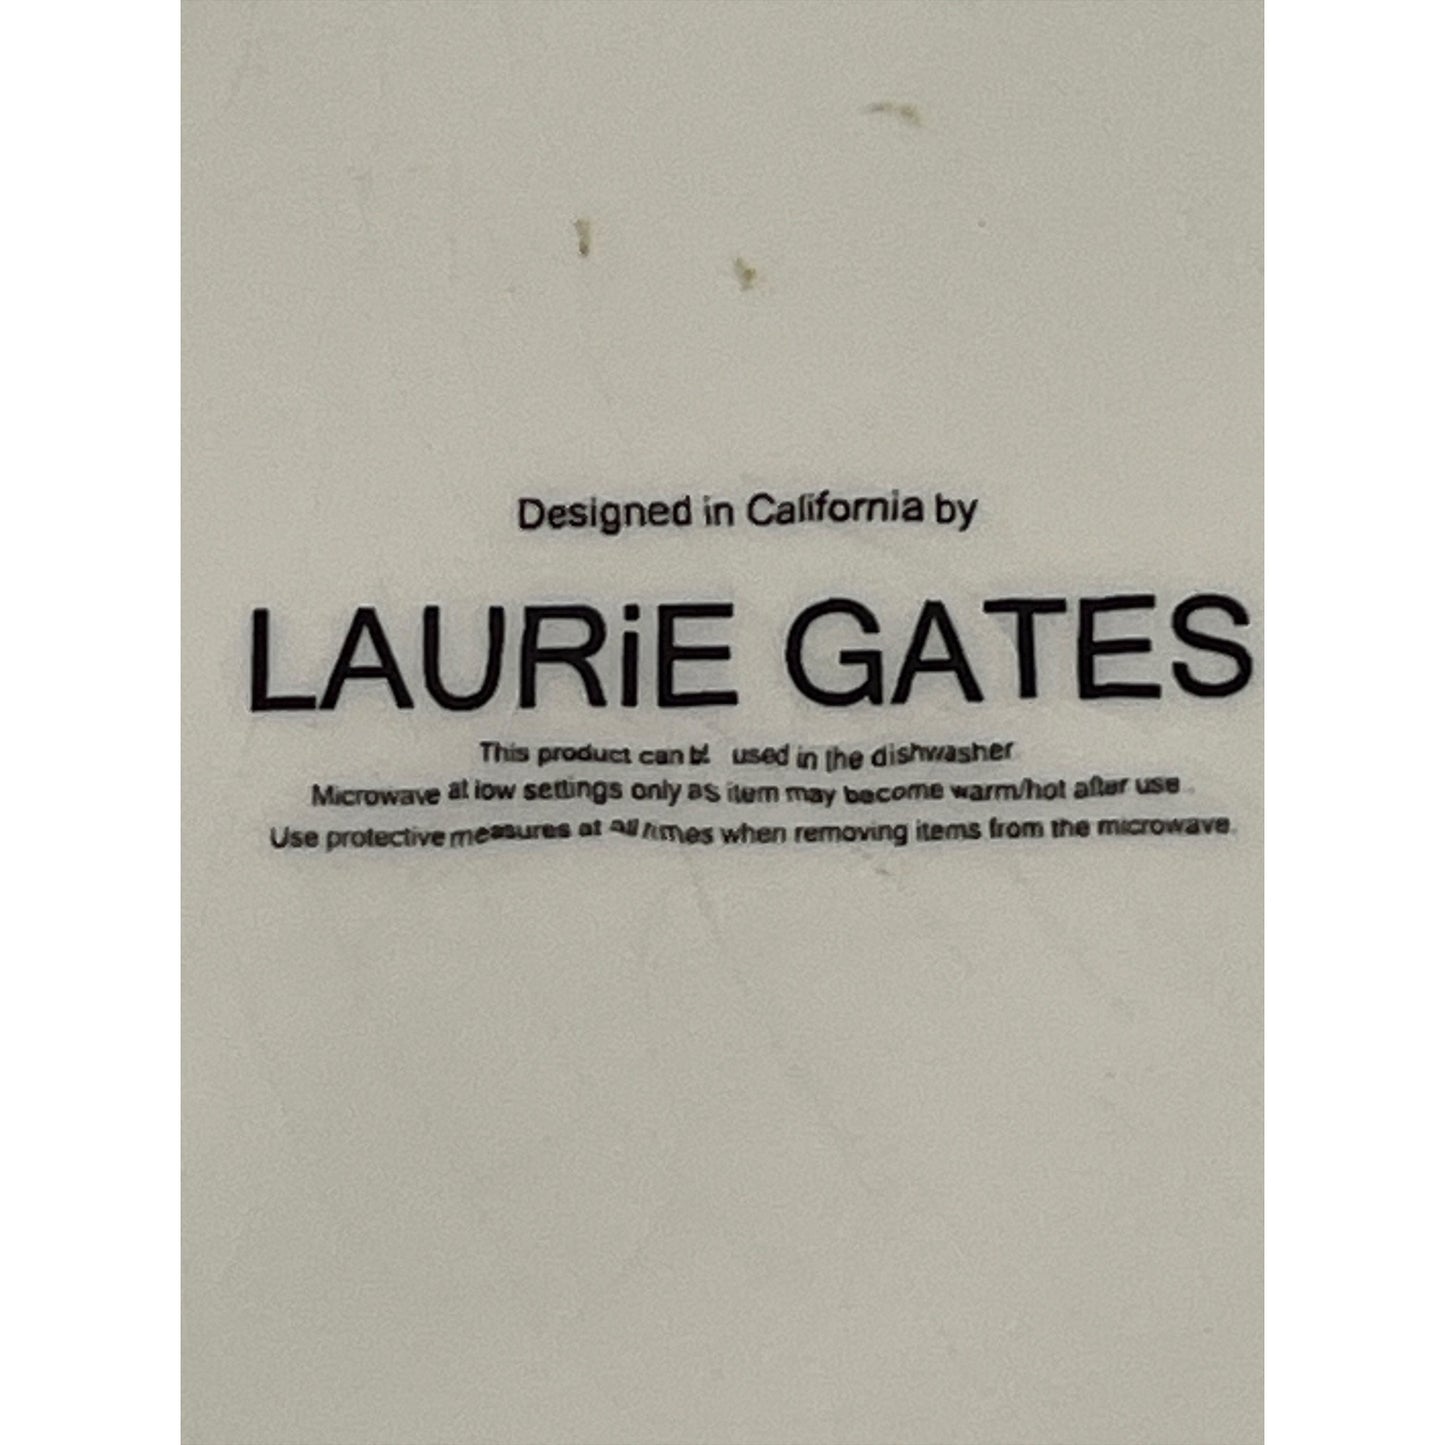 Designed in California by
LAURiE GATES
This product can be used in the dishwasher
Microwave at low settings only as item may become warm/hot after use.
Use protective measures at all times when removing items from the microwave.